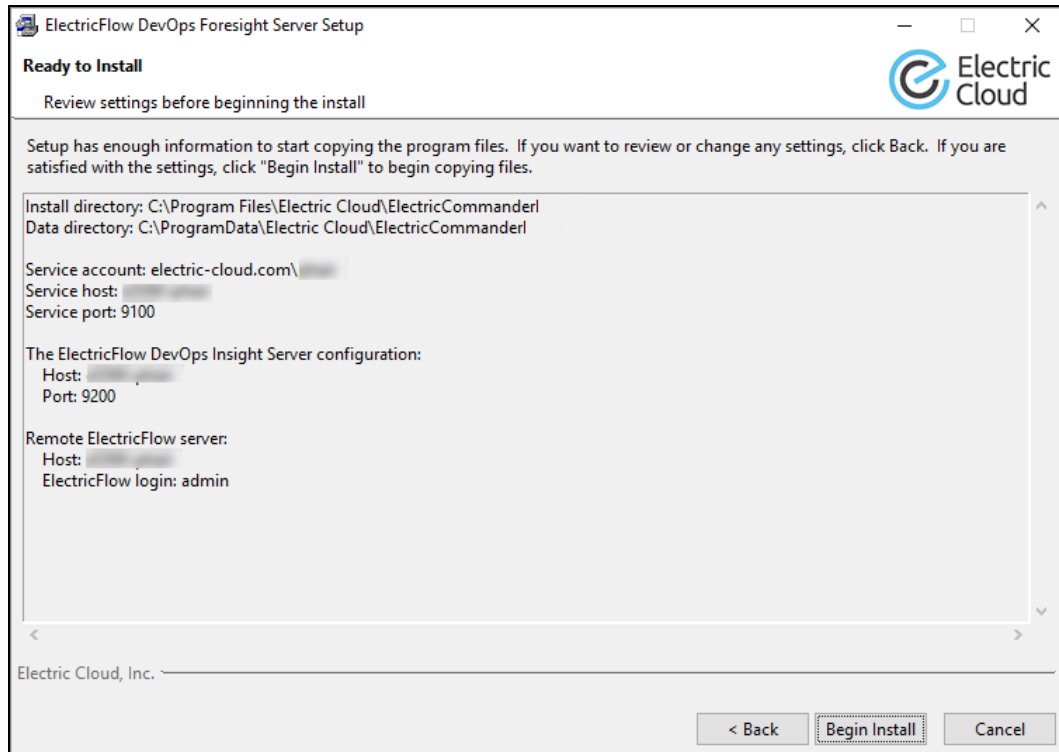 ElectricFlow DevOps Foresight Server Setup
Ready to Install
Review settings before beginning the install
Electric
Cloud
Setup has enough information to start copying the program files. If you want to review or change any settings, click Back. If you are
satisfied with the settings, click "Begin Install" to begin copying files.
Install directory: C:\Program Files\Electric Cloud\ElectricCommanderl
Data directory: C:\ProgramData\Electric Cloud\ElectricCommanderl
Service account: electric-cloud.com\
Service host:
Service port: 9100
The ElectricFlow DevOps Insight Server configuration:
Host:
Port: 9200
Remote ElectricFlow server:
Host:
ElectricFlow login: admin
Electric Cloud, Inc.
< Back
Begin Install
Cancel